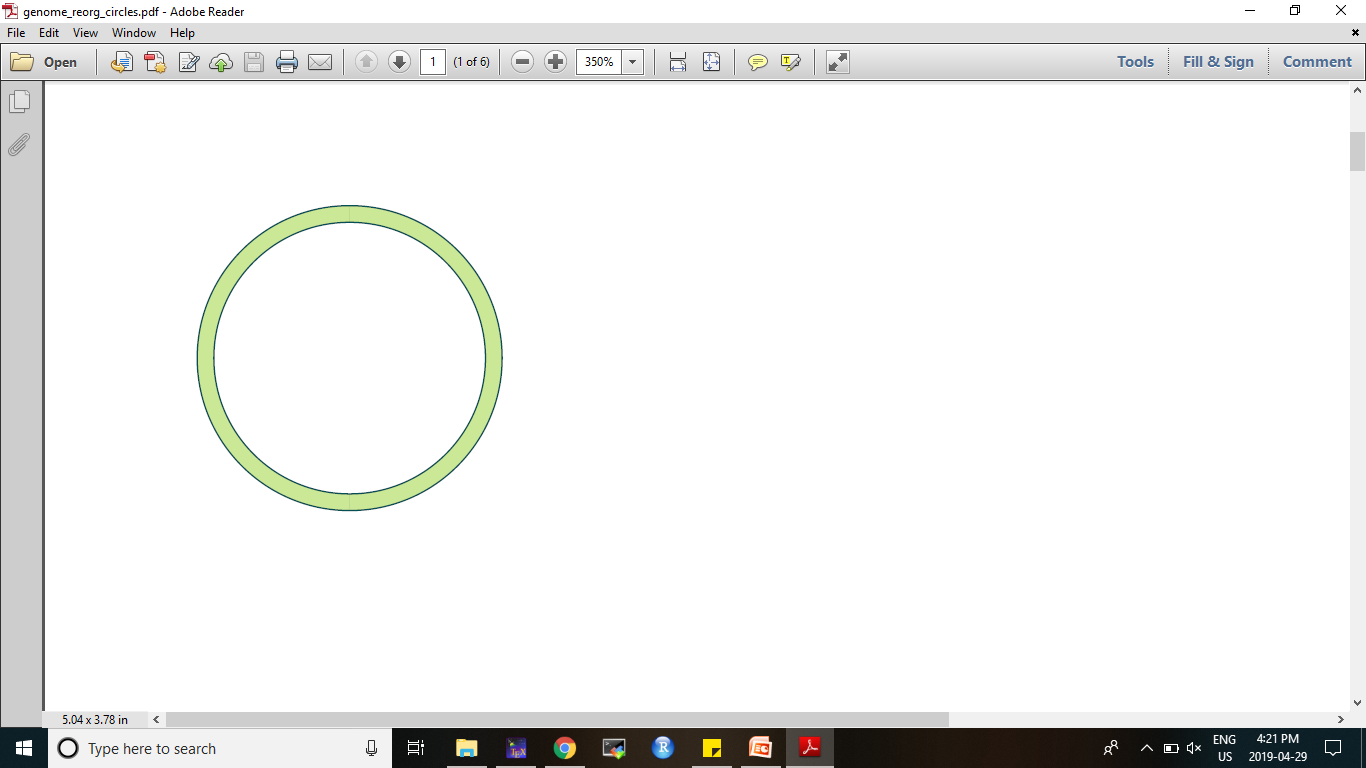 genome_reorg_circles.pdf - Adobe Reader
File Edit View Window Help
Open 1 (1 of 6) 350% Tools Fill & Sign Comment
5.04 x 3.78 in
Type here to search
ENG
US
4:21 PM
2019-04-29